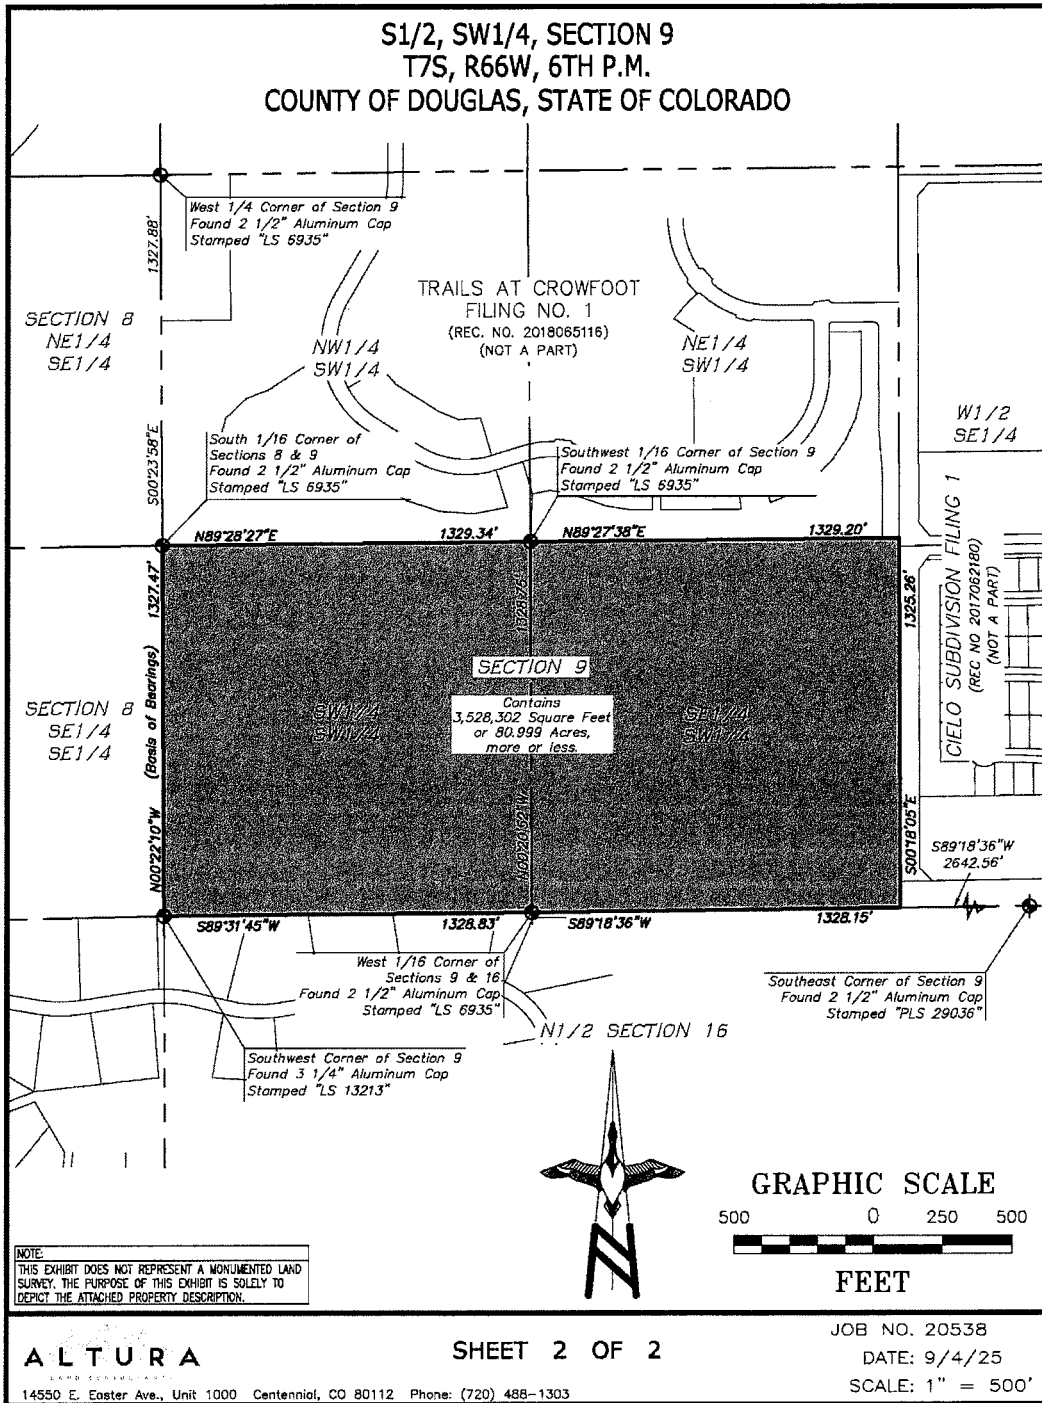 S1/2, SW1/4, SECTION 9
T7S, R66W, 6TH P.M.
COUNTY OF DOUGLAS, STATE OF COLORADO
West 1/4 Corner of Section 9
Found 2 1/2" Aluminum Cap
Stamped "LS 6935"
1327.88'
S00°23'58"E
SECTION 8
NE1/4
SE1/4
TRAILS AT CROWFOOT
FILING NO. 1
(REC. NO. 2018065116)
(NOT A PART)
NW1/4
SW1/4
NE1/4
SW1/4
W1/2
SE1/4
South 1/16 Corner of
Sections 8 & 9
Found 2 1/2" Aluminum Cap
Stamped "LS 6935"
Southwest 1/16 Corner of Section 9
Found 2 1/2" Aluminum Cap
Stamped "LS 6935"
N89°28'27"E
1329.34'
N89°27'38"E
1329.20'
1327.47'
(Basis of Bearings)
N00°22'10"W
SECTION 8
SE1/4
SE1/4
SECTION 9
Contains
3,528,302 Square Feet
or 80.999 Acres,
more or less.
SW1/4
SW1/4
SE1/4
SW1/4
N00°20'52"W
1325.26'
S00°18'05"E
CIELO SUBDIVISION FILING 1
(REC NO 2017062180)
(NOT A PART)
S89°18'36"W
2642.56'
S89°31'45"W
1328.83'
S89°18'36"W
1328.15'
West 1/16 Corner of
Sections 9 & 16
Found 2 1/2" Aluminum Cap
Stamped "LS 6935"
Southeast Corner of Section 9
Found 2 1/2" Aluminum Cap
Stamped "PLS 29036"
N1/2 SECTION 16
Southwest Corner of Section 9
Found 3 1/4" Aluminum Cap
Stamped "LS 13213"
N
GRAPHIC SCALE
500 0 250 500
FEET
NOTE:
THIS EXHIBIT DOES NOT REPRESENT A MONUMENTED LAND
SURVEY. THE PURPOSE OF THIS EXHIBIT IS SOLELY TO
DEPICT THE ATTACHED PROPERTY DESCRIPTION.
ALTURA
LAND CONSULTANTS
14550 E. Easter Ave., Unit 1000 Centennial, CO 80112 Phone: (720) 488-1303
SHEET 2 OF 2
JOB NO. 20538
DATE: 9/4/25
SCALE: 1" = 500'